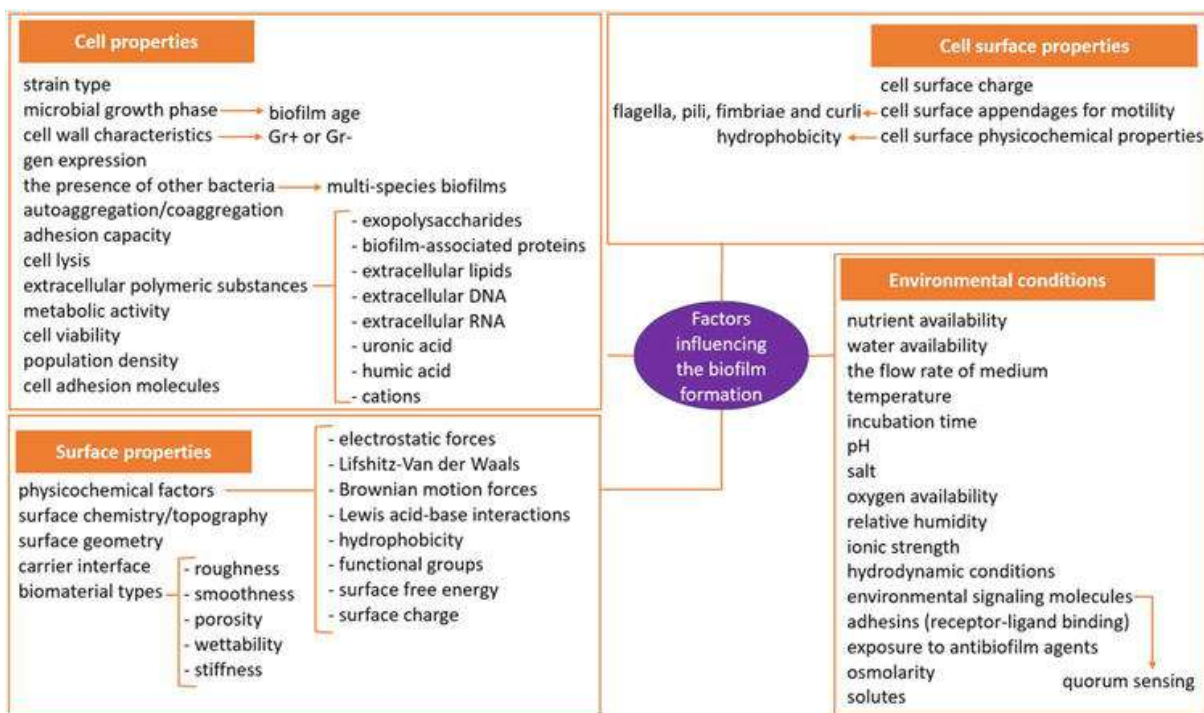 Cell properties
strain type
microbial growth phase
biofilm age
cell wall characteristics
Gr+ or Gr-
gen expression
the presence of other bacteria
multi-species biofilms
autoaggregation/coaggregation
adhesion capacity
cell lysis
extracellular polymeric substances
metabolic activity
cell viability
population density
cell adhesion molecules
- exopolysaccharides
- biofilm-associated proteins
- extracellular lipids
- extracellular DNA
- extracellular RNA
- uronic acid
- humic acid
- cations
Cell surface properties
cell surface charge
flagella, pili, fimbriae and curli
cell surface appendages for motility
hydrophobicity
cell surface physicochemical properties
Factors
influencing
the biofilm
formation
Surface properties
physicochemical factors
surface chemistry/topography
surface geometry
carrier interface
biomaterial types
- roughness
- smoothness
- porosity
- wettability
- stiffness
- electrostatic forces
- Lifshitz-Van der Waals
- Brownian motion forces
- Lewis acid-base interactions
- hydrophobicity
- functional groups
- surface free energy
- surface charge
Environmental conditions
nutrient availability
water availability
the flow rate of medium
temperature
incubation time
pH
salt
oxygen availability
relative humidity
ionic strength
hydrodynamic conditions
environmental signaling molecules
adhesins (receptor-ligand binding)
exposure to antibiofilm agents
osmolarity
quorum sensing
solutes